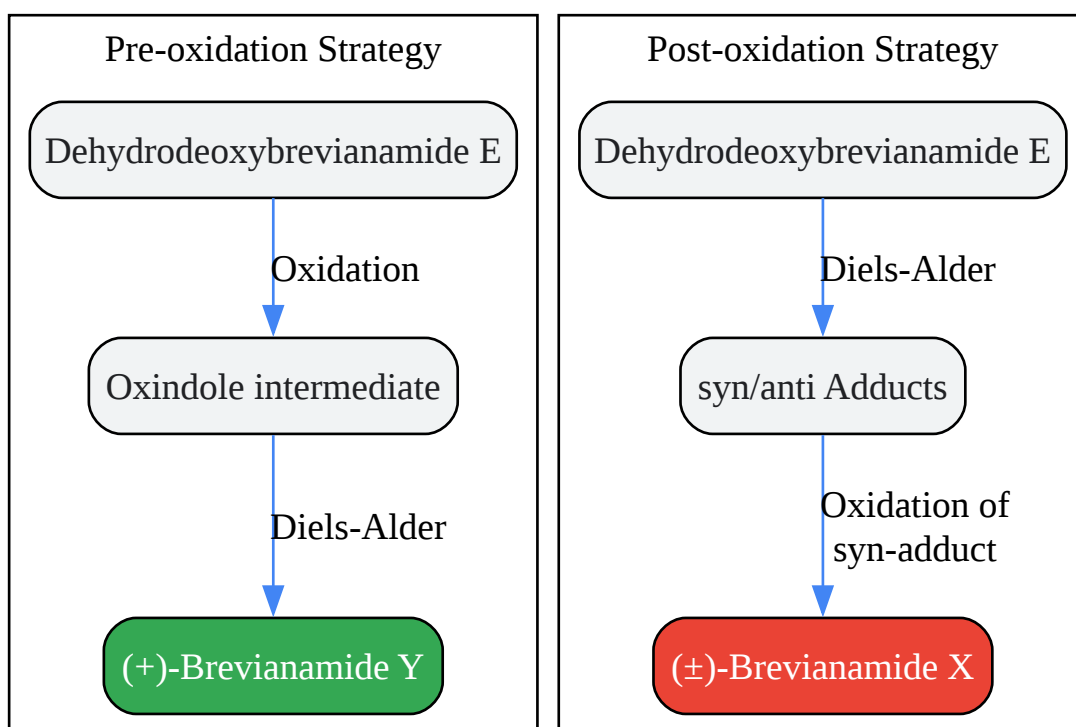 Pre-oxidation Strategy
Dehydrodeoxybrevianamide E
Oxidation
Oxindole intermediate
Diels-Alder
(+)-Brevianamide Y
Post-oxidation Strategy
Dehydrodeoxybrevianamide E
Diels-Alder
syn/anti Adducts
Oxidation of
syn-adduct
(±)-Brevianamide X